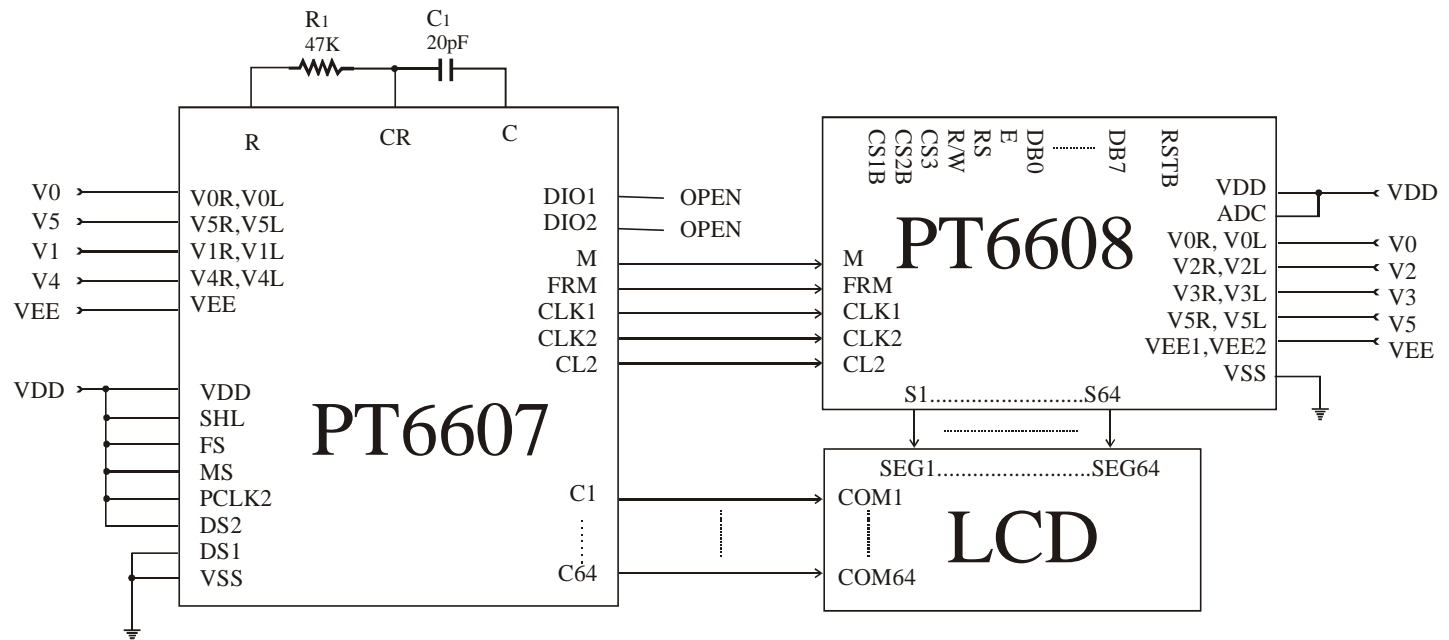 R1
47K
C1
20pF
R
CR
C
V0
V5
V1
V4
VEE
V0R,V0L
V5R,V5L
V1R,V1L
V4R,V4L
VEE
VDD
VDD
SHL
FS
MS
PCLK2
DS2
DS1
VSS
PT6607
DIO1
DIO2
M
FRM
CLK1
CLK2
CL2
C1
C64
OPEN
OPEN
CS1B
CS2B
CS3
R/W
RS
E
DB0
DB7
RSTB
PT6608
M
FRM
CLK1
CLK2
CL2
VDD
ADC
V0R, V0L
V2R,V2L
V3R,V3L
V5R, V5L
VEE1,VEE2
VSS
VDD
V0
V2
V3
V5
VEE
S1............................S64
SEG1............................SEG64
COM1
COM64
LCD